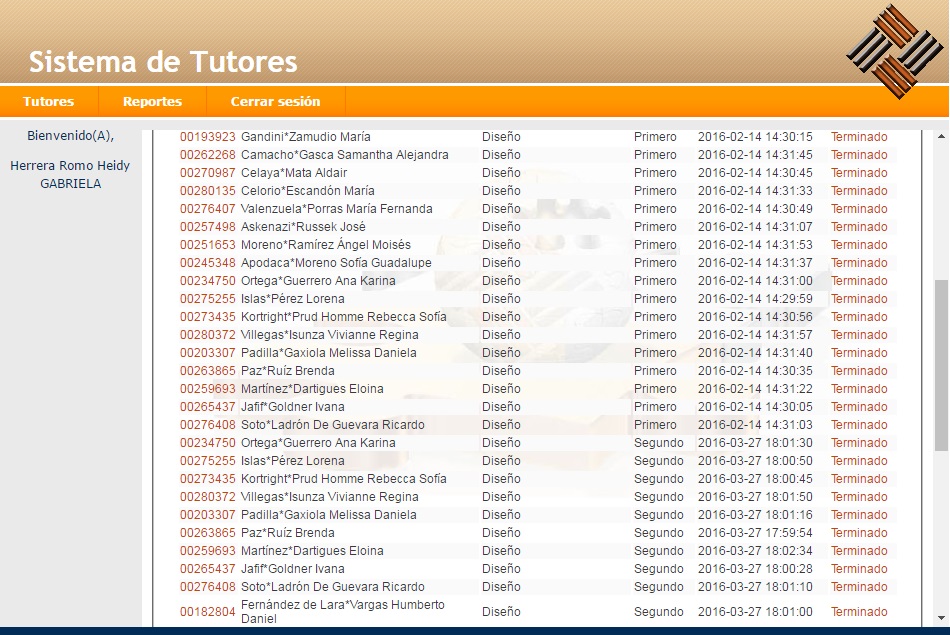 Sistema de Tutores
Tutores Reportes Cerrar sesión
Bienvenido(A),
Herrera Romo Heidy
GABRIELA
00193923 Gandini*Zamudio María Diseño Primero 2016-02-14 14:30:15 Terminado
00262268 Camacho*Gasca Samantha Alejandra Diseño Primero 2016-02-14 14:31:45 Terminado
00270987 Celaya*Mata Aldair Diseño Primero 2016-02-14 14:30:45 Terminado
00280135 Celorio*Escandón María Diseño Primero 2016-02-14 14:31:33 Terminado
00276407 Valenzuela*Porras María Fernanda Diseño Primero 2016-02-14 14:30:49 Terminado
00257498 Askenazi*Russek José Diseño Primero 2016-02-14 14:31:07 Terminado
00251653 Moreno*Ramírez Ángel Moisés Diseño Primero 2016-02-14 14:31:53 Terminado
00245348 Apodaca*Moreno Sofía Guadalupe Diseño Primero 2016-02-14 14:31:37 Terminado
00234750 Ortega*Guerrero Ana Karina Diseño Primero 2016-02-14 14:31:00 Terminado
00275255 Islas*Pérez Lorena Diseño Primero 2016-02-14 14:29:59 Terminado
00273435 Kortright*Prud Homme Rebecca Sofía Diseño Primero 2016-02-14 14:30:56 Terminado
00280372 Villegas*Isunza Vivianne Regina Diseño Primero 2016-02-14 14:31:57 Terminado
00203307 Padilla*Gaxiola Melissa Daniela Diseño Primero 2016-02-14 14:31:40 Terminado
00263865 Paz*Ruíz Brenda Diseño Primero 2016-02-14 14:30:35 Terminado
00259693 Martínez*Dartigues Eloina Diseño Primero 2016-02-14 14:31:22 Terminado
00265437 Jafif*Goldner Ivana Diseño Primero 2016-02-14 14:30:05 Terminado
00276408 Soto*Ladrón De Guevara Ricardo Diseño Primero 2016-02-14 14:31:03 Terminado
00234750 Ortega*Guerrero Ana Karina Diseño Segundo 2016-03-27 18:01:30 Terminado
00275255 Islas*Pérez Lorena Diseño Segundo 2016-03-27 18:00:50 Terminado
00273435 Kortright*Prud Homme Rebecca Sofía Diseño Segundo 2016-03-27 18:00:45 Terminado
00280372 Villegas*Isunza Vivianne Regina Diseño Segundo 2016-03-27 18:01:50 Terminado
00203307 Padilla*Gaxiola Melissa Daniela Diseño Segundo 2016-03-27 18:01:16 Terminado
00263865 Paz*Ruíz Brenda Diseño Segundo 2016-03-27 17:59:54 Terminado
00259693 Martínez*Dartigues Eloina Diseño Segundo 2016-03-27 18:02:34 Terminado
00265437 Jafif*Goldner Ivana Diseño Segundo 2016-03-27 18:00:28 Terminado
00276408 Soto*Ladrón De Guevara Ricardo Diseño Segundo 2016-03-27 18:01:10 Terminado
00182804 Fernández de Lara*Vargas Humberto Daniel Diseño Segundo 2016-03-27 18:01:00 Terminado